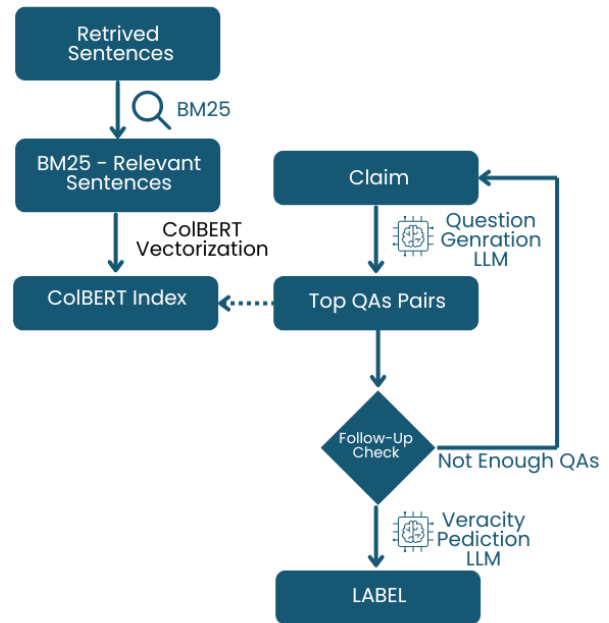 Retrived
Sentences
BM25
BM25 - Relevant
Sentences
ColBERT
Vectorization
ColBERT Index
Claim
Question
Genration
LLM
Top QAs Pairs
Follow-Up
Check
Not Enough QAs
Veracity
Pediction
LLM
LABEL